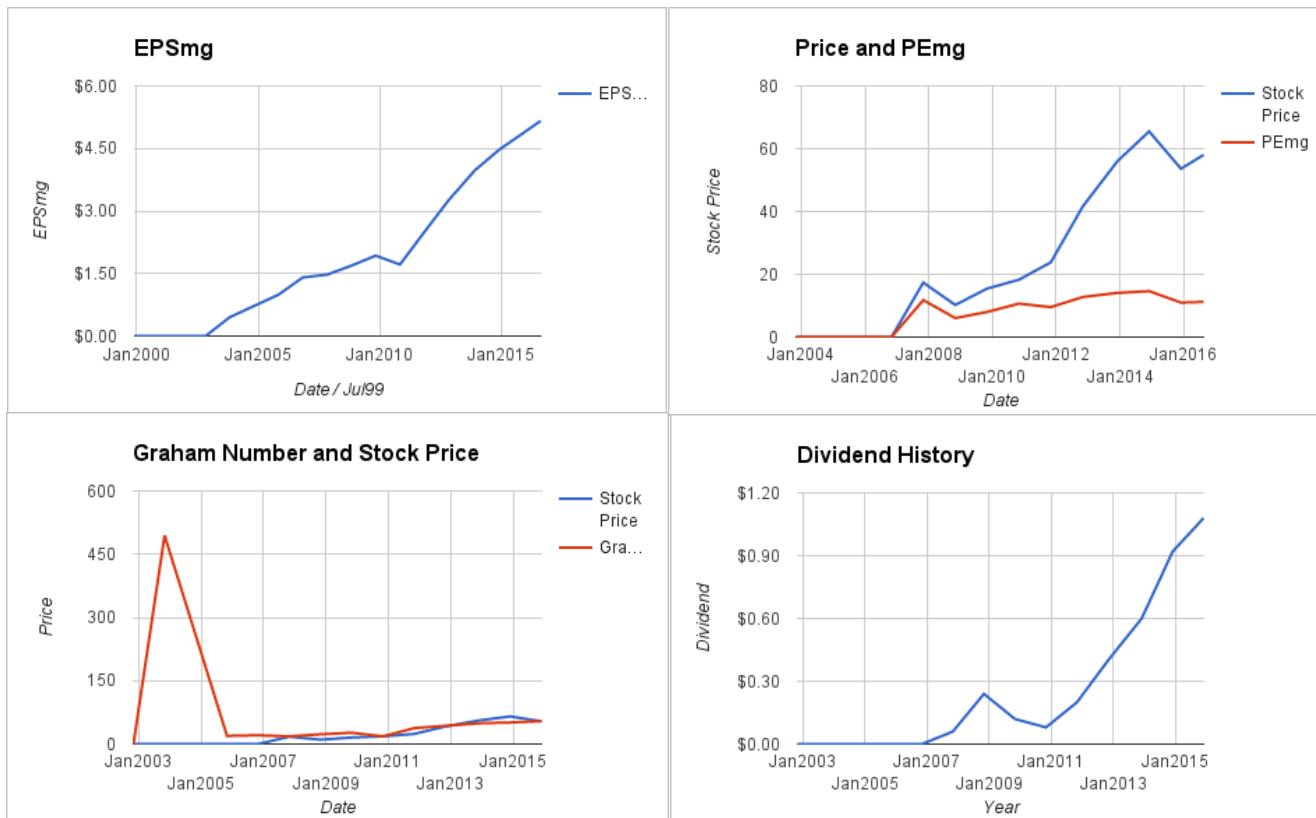 EPSmg
$6.00
$4.50
$3.00
$1.50
$0.00
EPSmg
EPS...
Jan2000 Jan2005 Jan2010 Jan2015
Date / Jul99
Price and PEmg
80
60
40
20
0
Stock Price
Stock
Price
PEmg
Jan2004 Jan2008 Jan2012 Jan2016
Jan2006 Jan2010 Jan2014
Date
Graham Number and Stock Price
600
450
300
150
0
Price
Stock
Price
Gra...
Jan2003 Jan2007 Jan2011 Jan2015
Jan2005 Jan2009 Jan2013
Date
Dividend History
$1.20
$0.90
$0.60
$0.30
$0.00
Dividend
Jan2003 Jan2007 Jan2011 Jan2015
Jan2005 Jan2009 Jan2013
Year